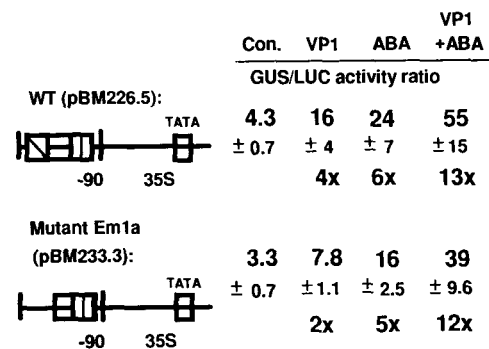 VP1
Con. VP1 ABA +ABA
GUS/LUC activity ratio
WT (pBM226.5):
4.3 16 24 55
TATA
± 0.7 ± 4 ± 7 ± 15
-90 35S
4x 6x 13x
Mutant Em1a
(pBM233.3):
3.3 7.8 16 39
TATA
± 0.7 ± 1.1 ± 2.5 ± 9.6
2x 5x 12x
-90 35S